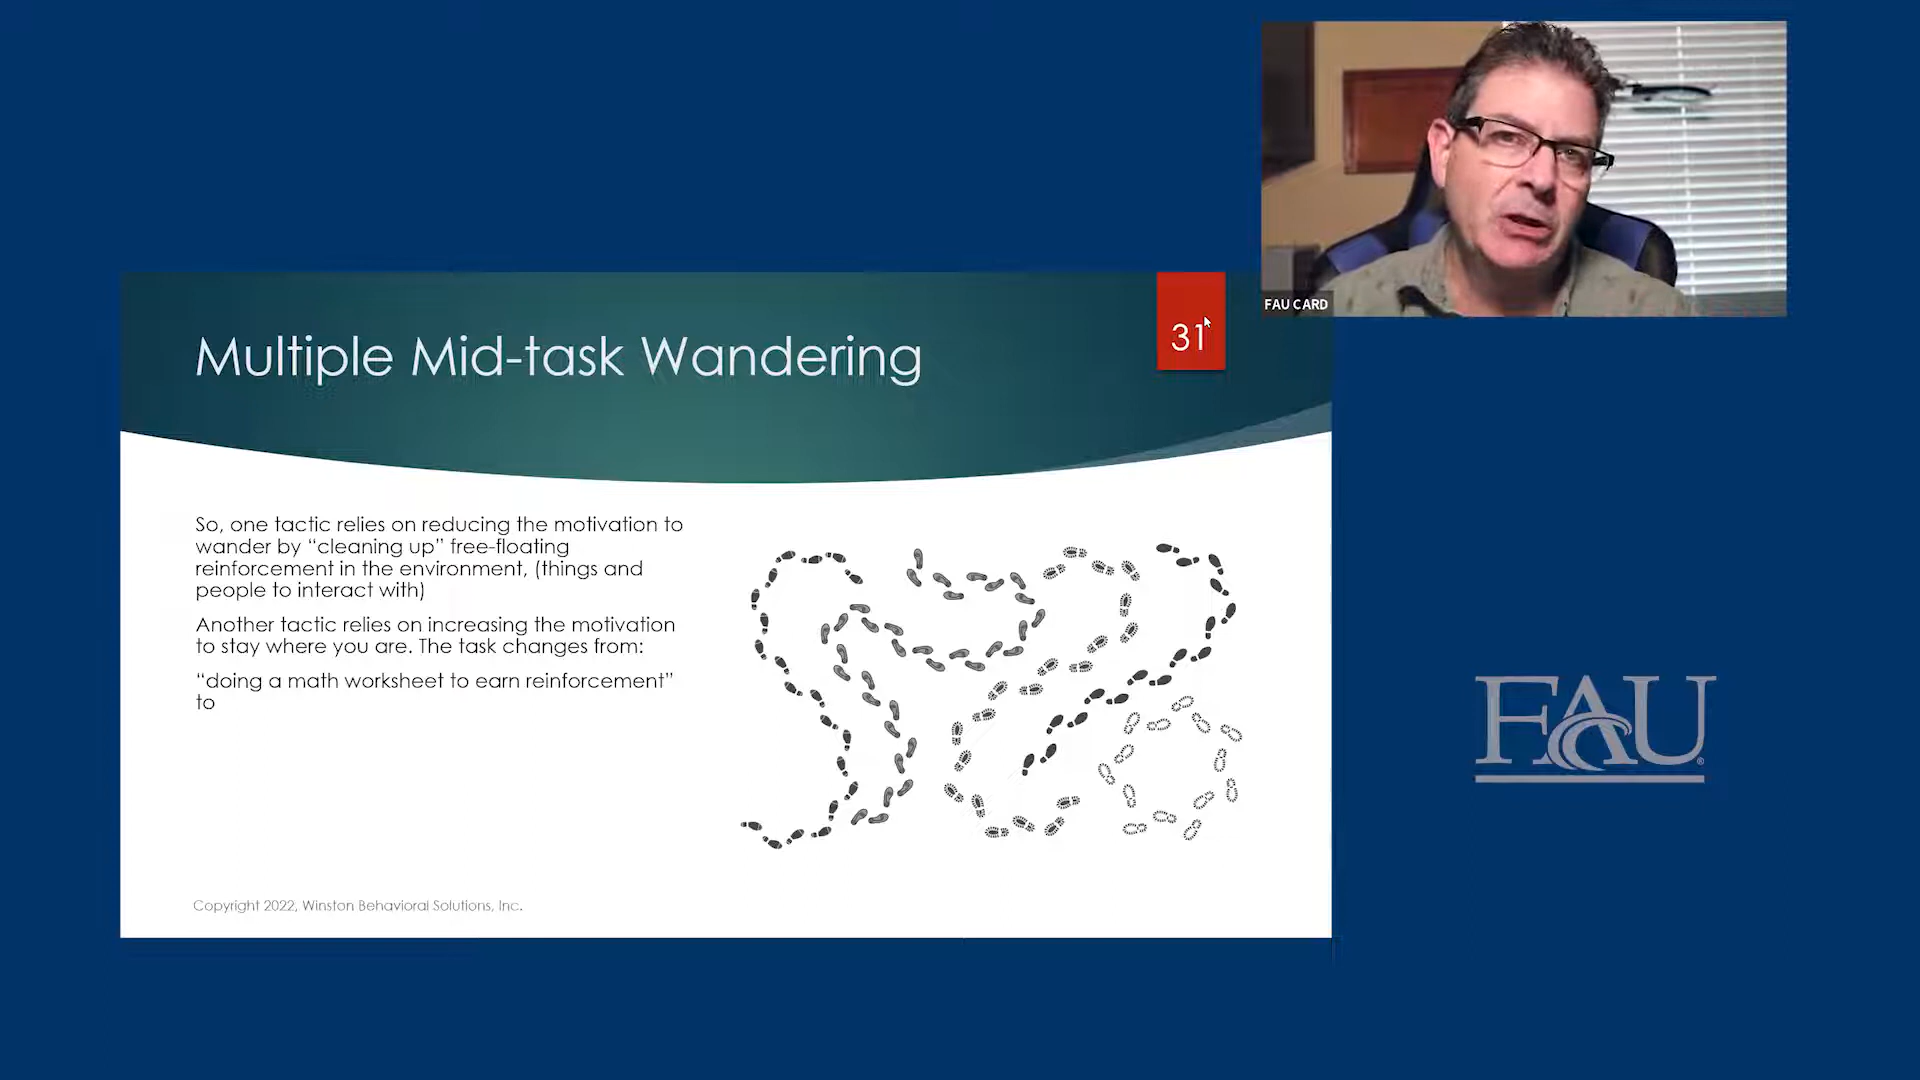 FAU CARD
31
Multiple Mid-task Wandering
So, one tactic relies on reducing the motivation to
wander by “cleaning up” free-floating
reinforcement in the environment, (things and
people to interact with)
Another tactic relies on increasing the motivation
to stay where you are. The task changes from:
“doing a math worksheet to earn reinforcement”
to
FAU
Copyright 2022, Winston Behavioral Solutions, Inc.